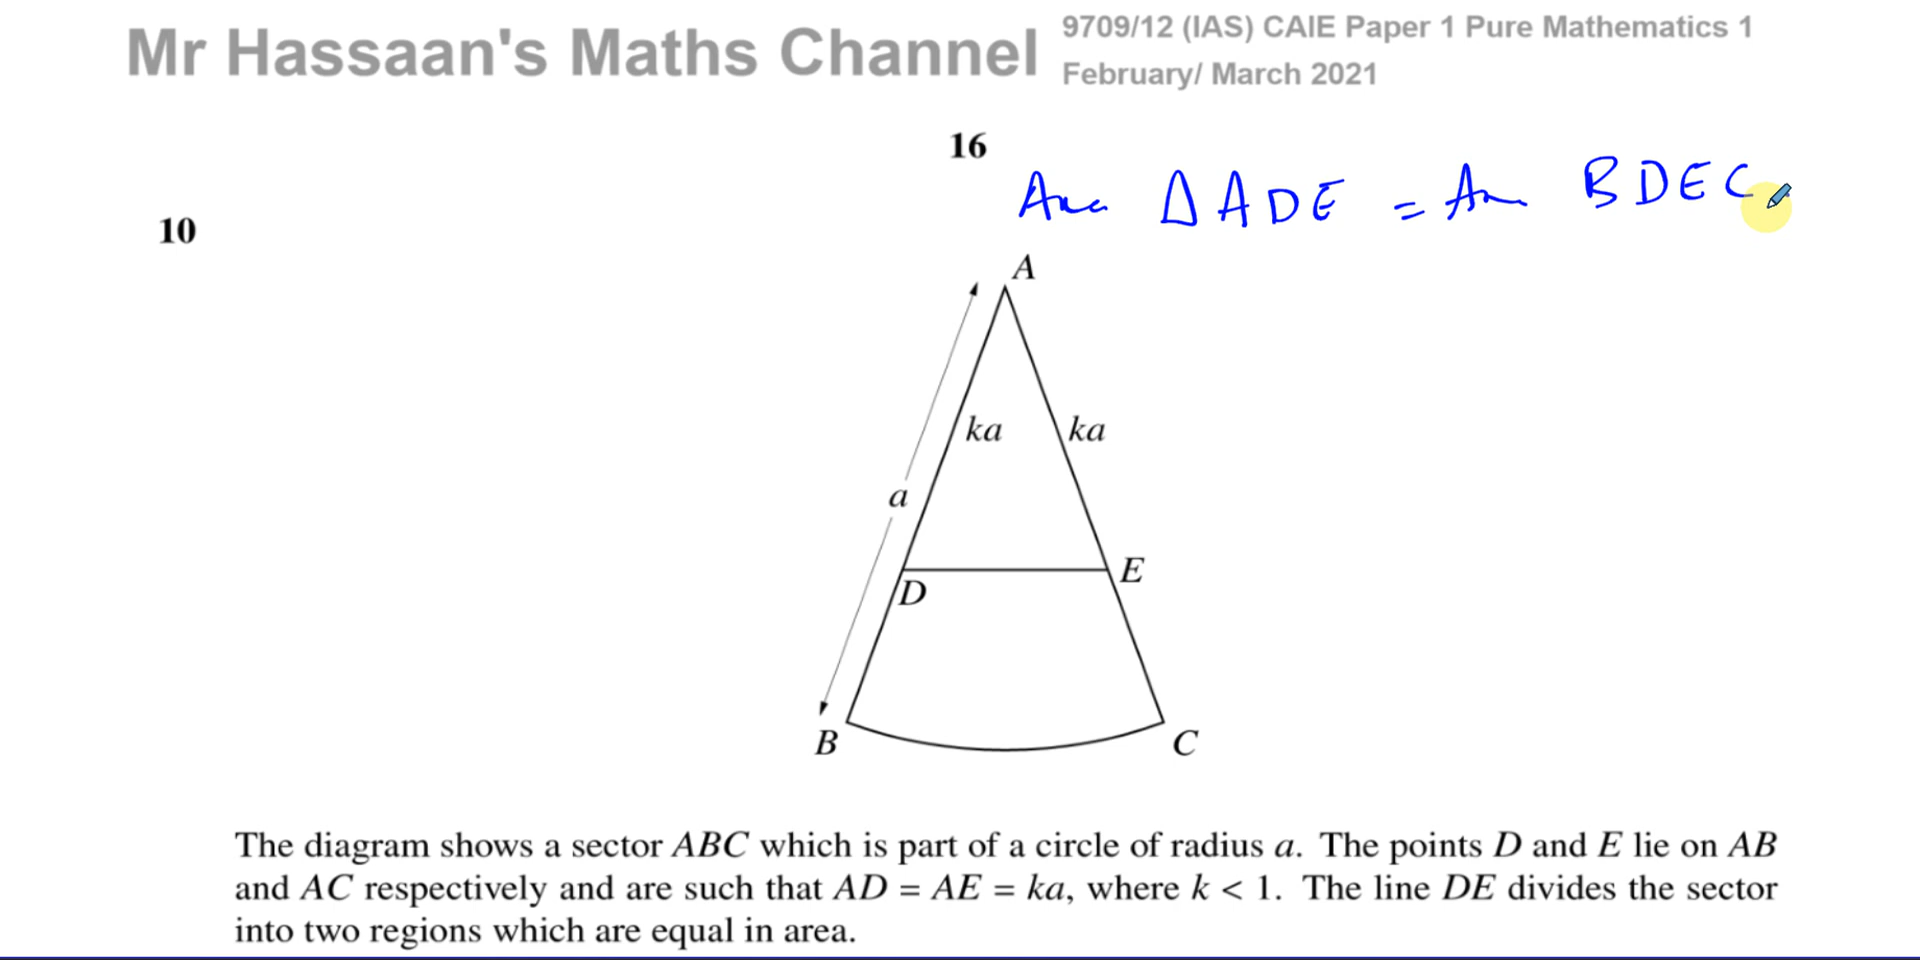 Mr Hassaan's Maths Channel
9709/12 (IAS) CAIE Paper 1 Pure Mathematics 1
February/ March 2021
16
Area Δ ADE = Area BDEC
10
A
ka
ka
a
E
D
B
C
The diagram shows a sector ABC which is part of a circle of radius a. The points D and E lie on AB
and AC respectively and are such that AD = AE = ka, where k < 1. The line DE divides the sector
into two regions which are equal in area.